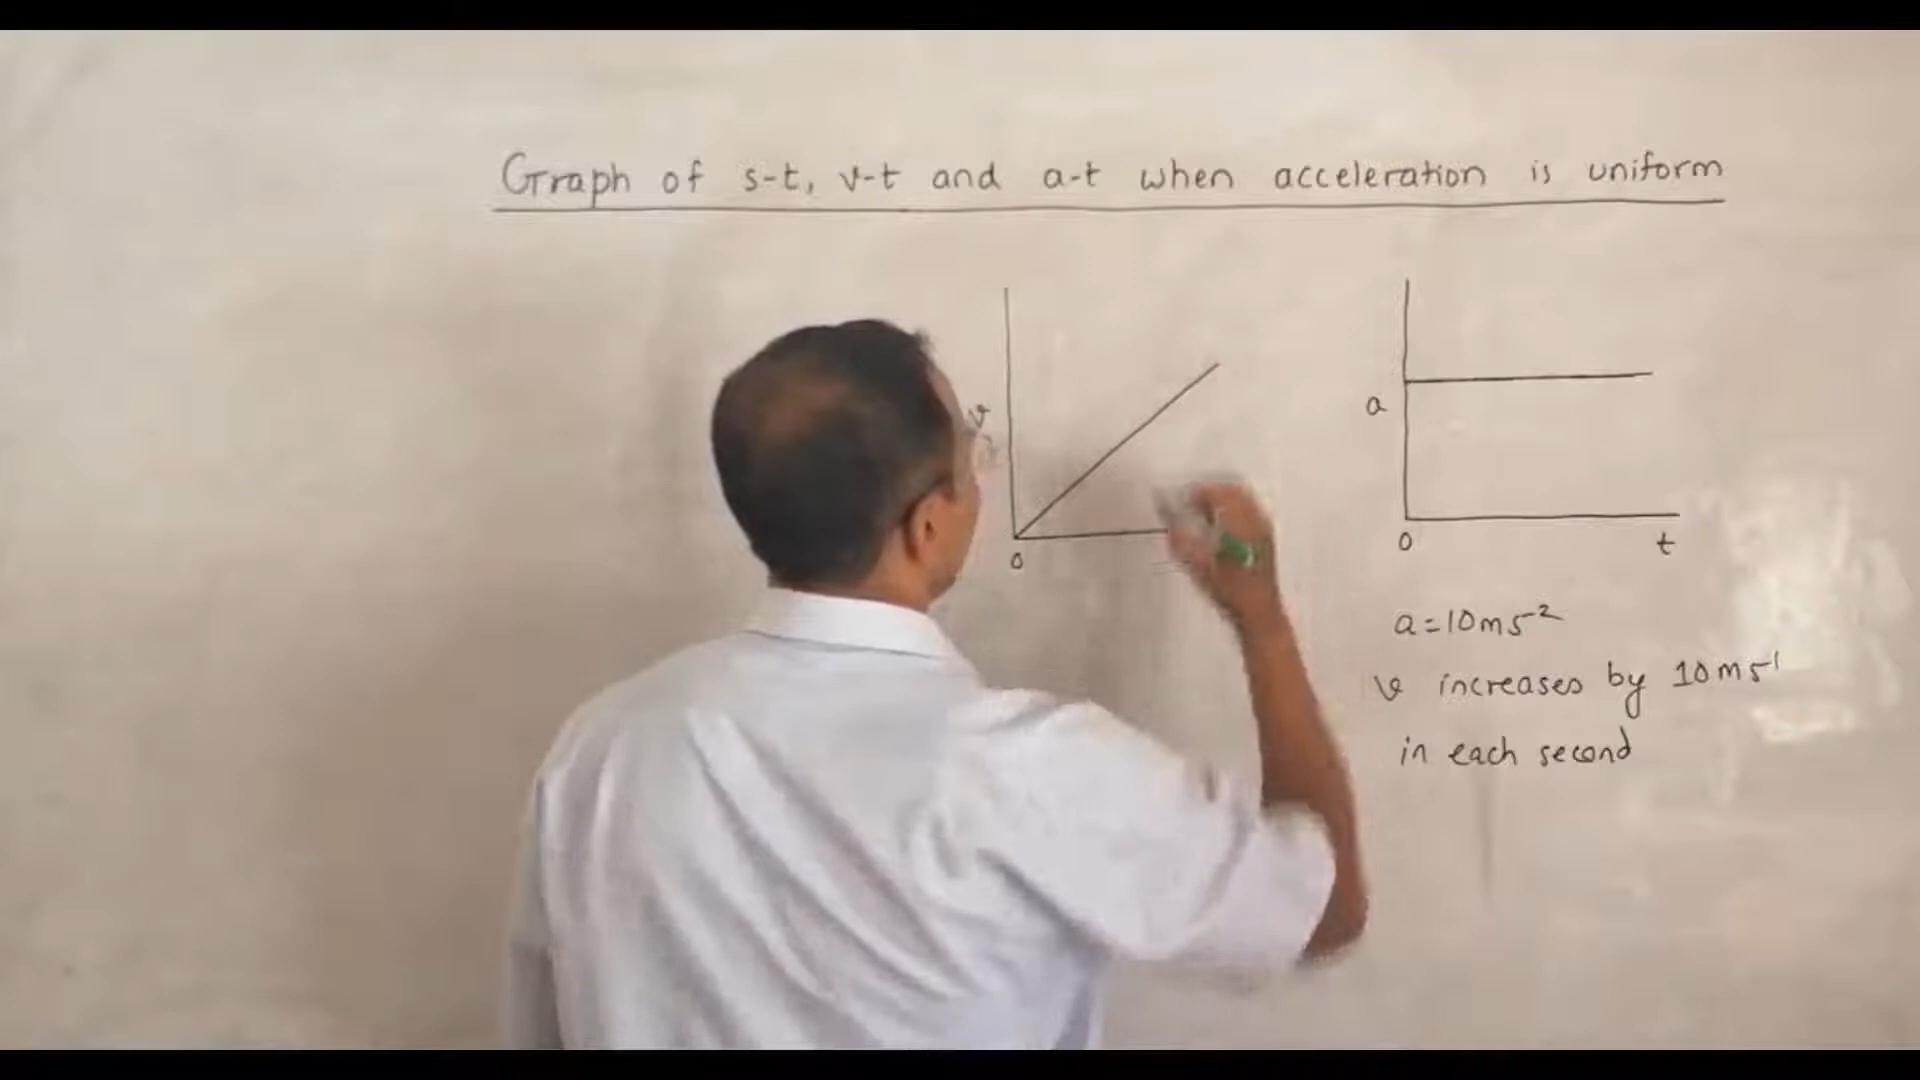 Graph of s-t, v-t and a-t when acceleration is uniform
v
0
a
0
t
a=10ms⁻²
v increases by 10ms⁻¹
in each second